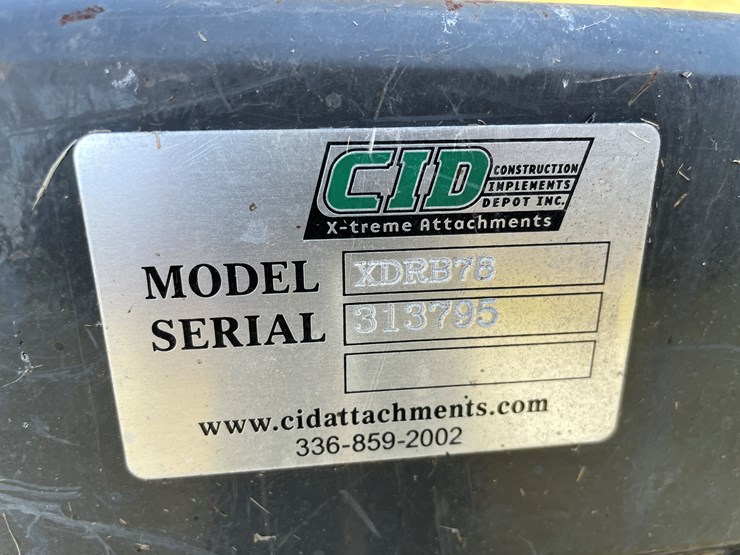 CID CONSTRUCTION
IMPLEMENTS
DEPOT INC.
X-treme Attachments
MODEL XDRB78
SERIAL 313795
www.cidattachments.com
336-859-2002